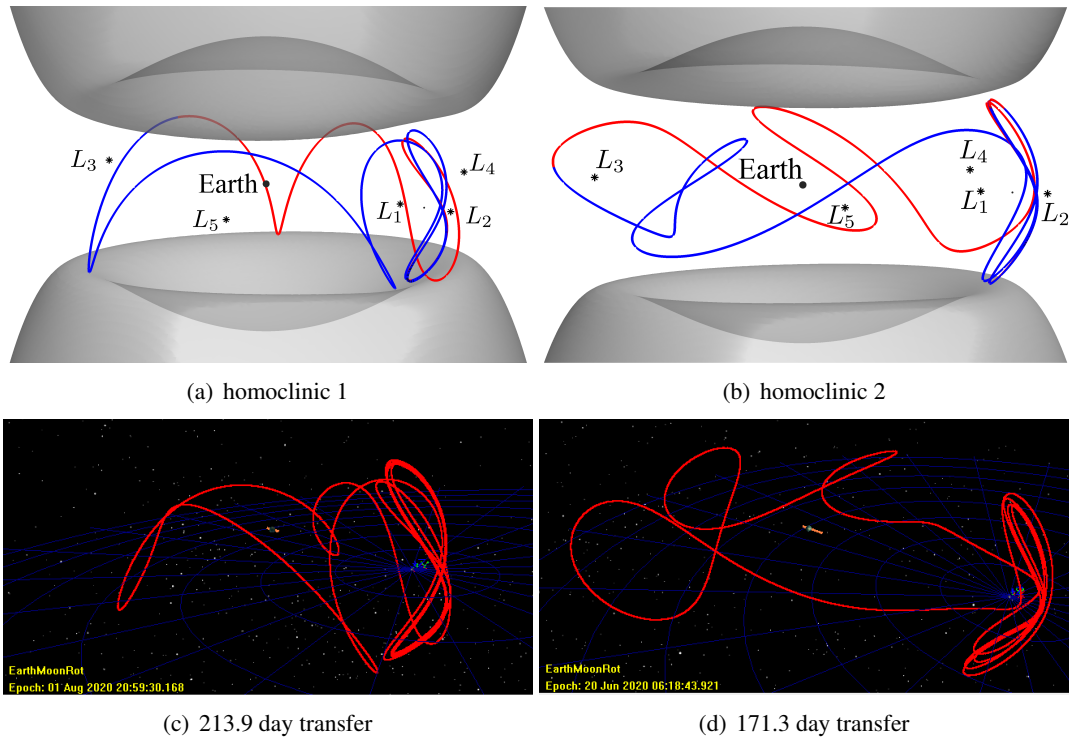 L₃
Earth
L₅
L₁
L₄
L₂
(a) homoclinic 1
L₃
Earth
L₅
L₄
L₁
L₂
(b) homoclinic 2
EarthMoonRot
Epoch: 01 Aug 2020 20:59:30.168
(c) 213.9 day transfer
EarthMoonRot
Epoch: 20 Jun 2020 06:18:43.921
(d) 171.3 day transfer